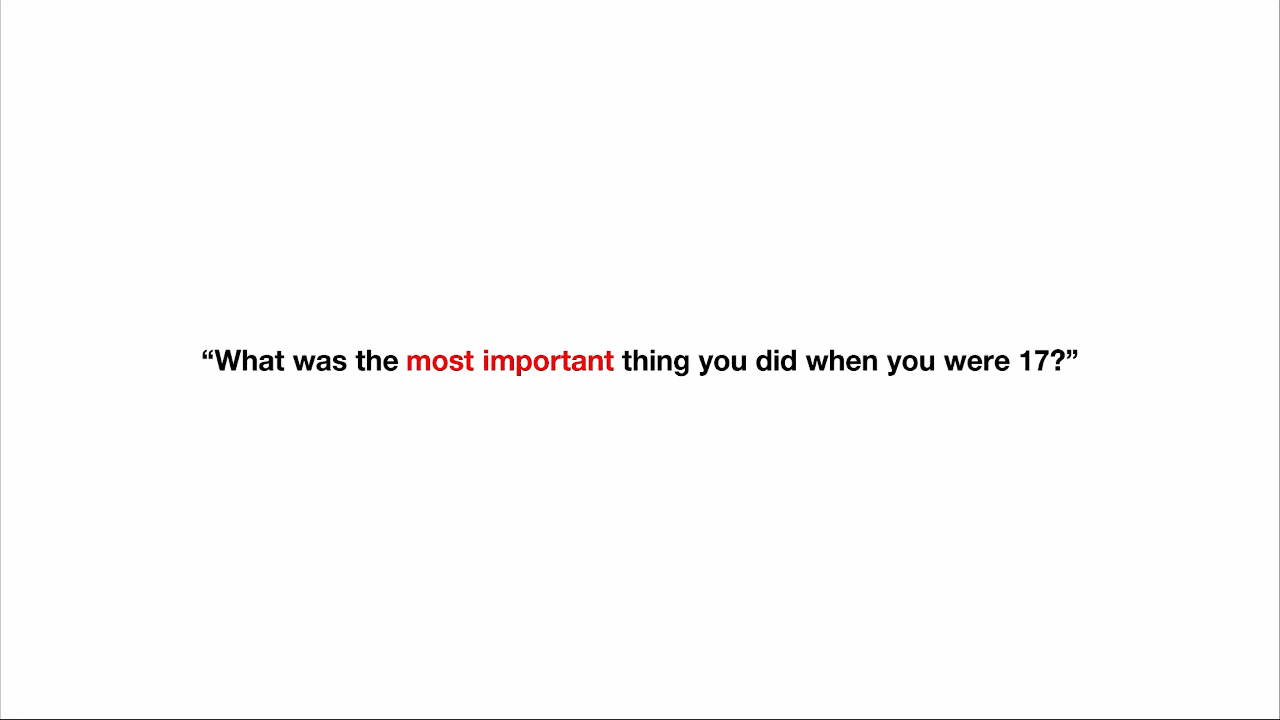 “What was the most important thing you did when you were 17?”